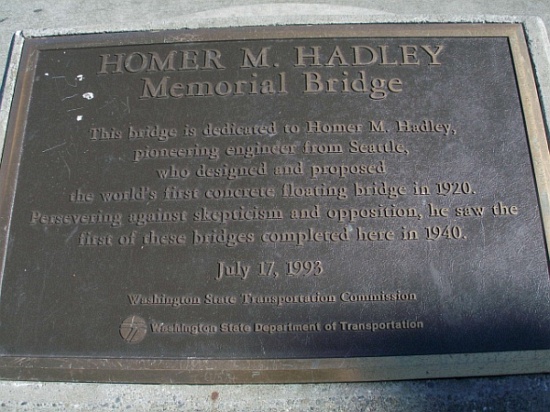 HOMER M. HADLEY
Memorial Bridge
This bridge is dedicated to Homer M. Hadley,
pioneering engineer from Seattle,
who designed and proposed
the world's first concrete floating bridge in 1920.
Persevering against skepticism and opposition, he saw the
first of these bridges completed here in 1940.
July 17, 1993
Washington State Transportation Commission
Washington State Department of Transportation